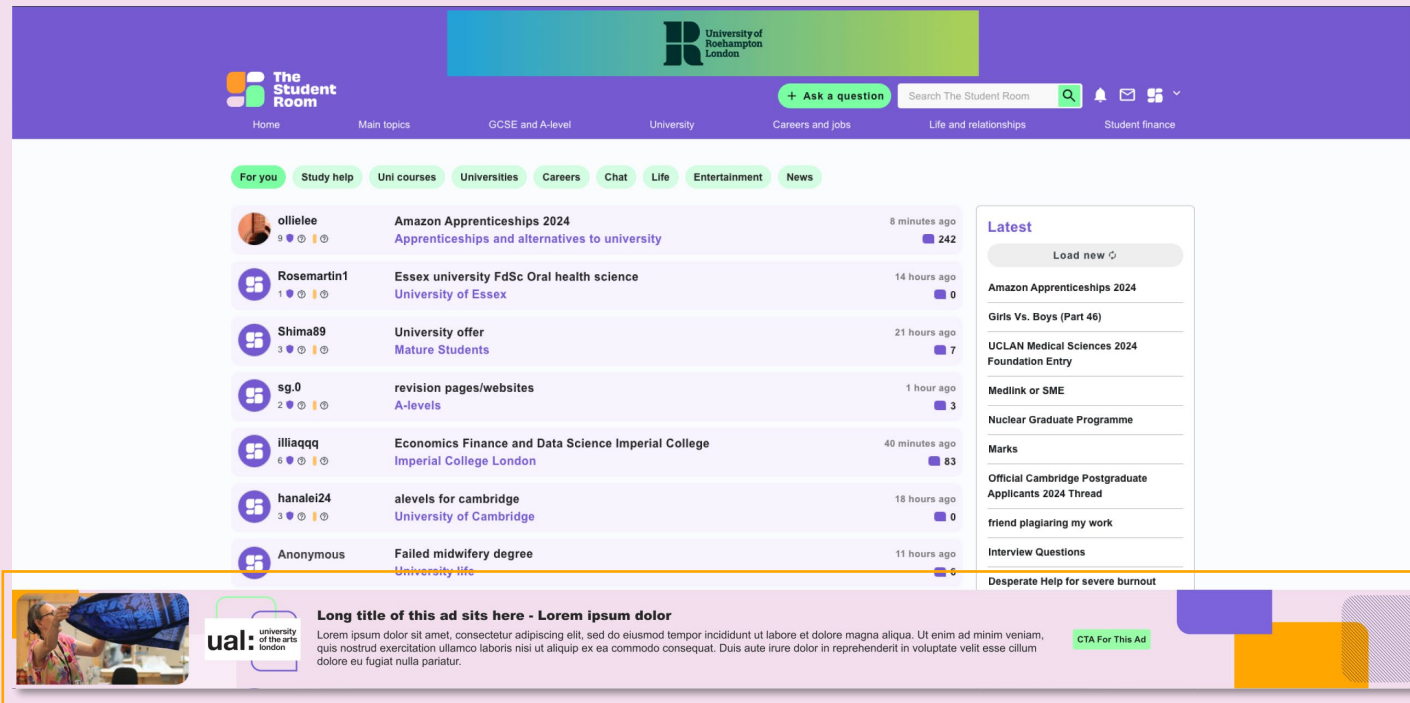 University of
Roehampton
London
The
Student
Room
+ Ask a question
Search The Student Room
Home Main topics GCSE and A-level University Careers and jobs Life and relationships Student finance
For you Study help Uni courses Universities Careers Chat Life Entertainment News
ollielee Amazon Apprenticeships 2024 8 minutes ago
9 Apprenticeships and alternatives to university 242
Rosemartin1 Essex university FdSc Oral health science 14 hours ago
1 University of Essex 0
Shima89 University offer 21 hours ago
3 Mature Students 7
sg.0 revision pages/websites 1 hour ago
2 A-levels 3
illiaqqq Economics Finance and Data Science Imperial College 40 minutes ago
6 Imperial College London 83
hanalei24 alevels for cambridge 18 hours ago
3 University of Cambridge 0
Anonymous Failed midwifery degree 11 hours ago
University life 6
Latest
Load new
Amazon Apprenticeships 2024
Girls Vs. Boys (Part 46)
UCLAN Medical Sciences 2024
Foundation Entry
Medlink or SME
Nuclear Graduate Programme
Marks
Official Cambridge Postgraduate
Applicants 2024 Thread
friend plagiaring my work
Interview Questions
Desperate Help for severe burnout
ual: university
of the arts
london
Long title of this ad sits here - Lorem ipsum dolor
Lorem ipsum dolor sit amet, consectetur adipiscing elit, sed do eiusmod tempor incididunt ut labore et dolore magna aliqua. Ut enim ad minim veniam,
quis nostrud exercitation ullamco laboris nisi ut aliquip ex ea commodo consequat. Duis aute irure dolor in reprehenderit in voluptate velit esse cillum
dolore eu fugiat nulla pariatur.
CTA For This Ad